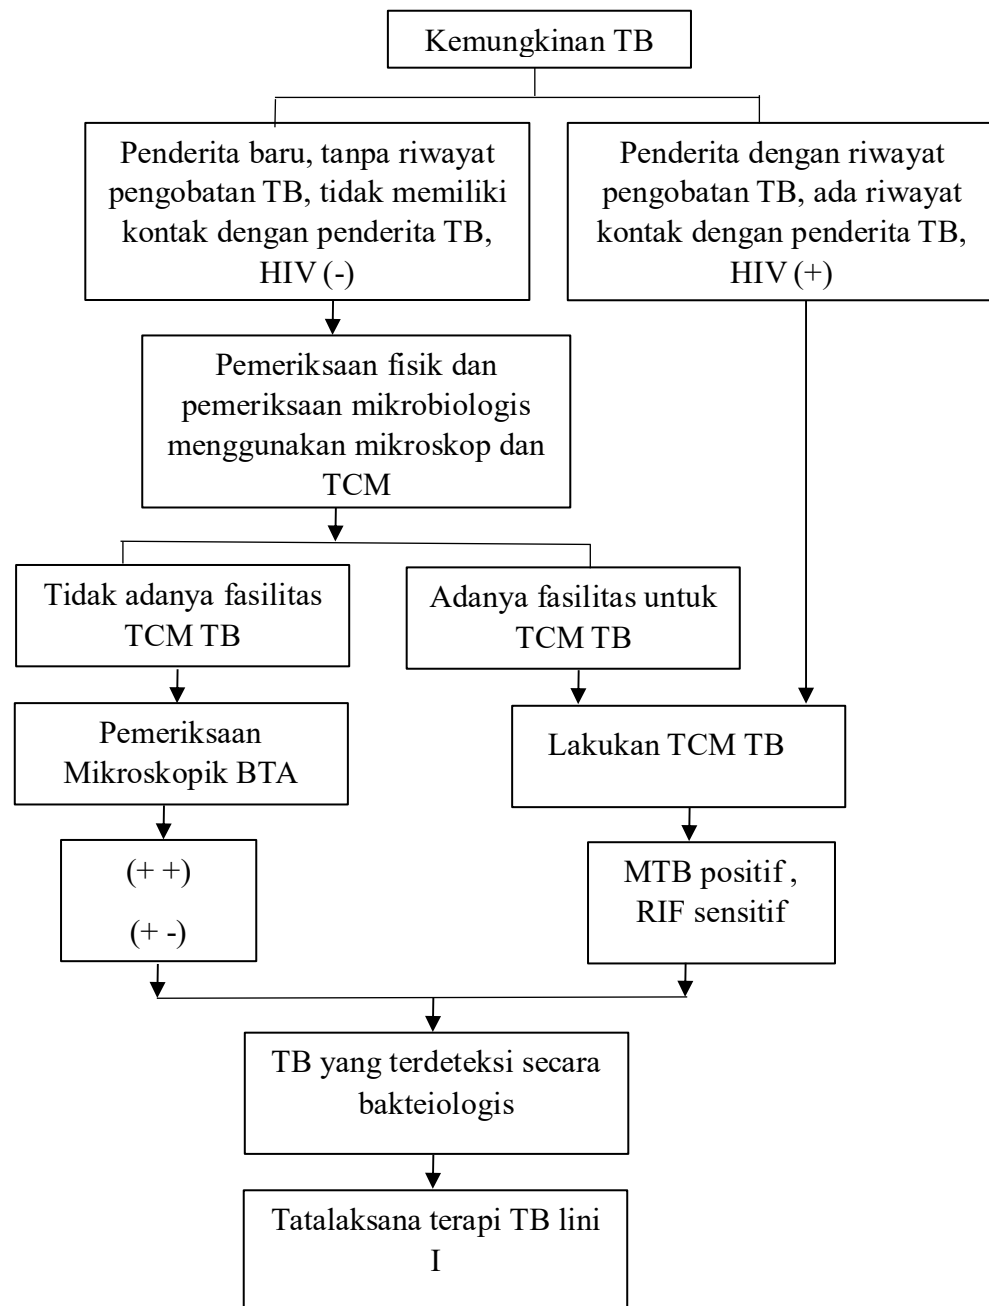 Kemungkinan TB
Penderita baru, tanpa riwayat
pengobatan TB, tidak memiliki
kontak dengan penderita TB,
HIV (-)
Penderita dengan riwayat
pengobatan TB, ada riwayat
kontak dengan penderita TB,
HIV (+)
Pemeriksaan fisik dan
pemeriksaan mikrobiologis
menggunakan mikroskop dan
TCM
Tidak adanya fasilitas
TCM TB
Adanya fasilitas untuk
TCM TB
Pemeriksaan
Mikroskopik BTA
Lakukan TCM TB
(+ +)
(+ -)
MTB positif ,
RIF sensitif
TB yang terdeteksi secara
bakteiologis
Tatalaksana terapi TB lini
I